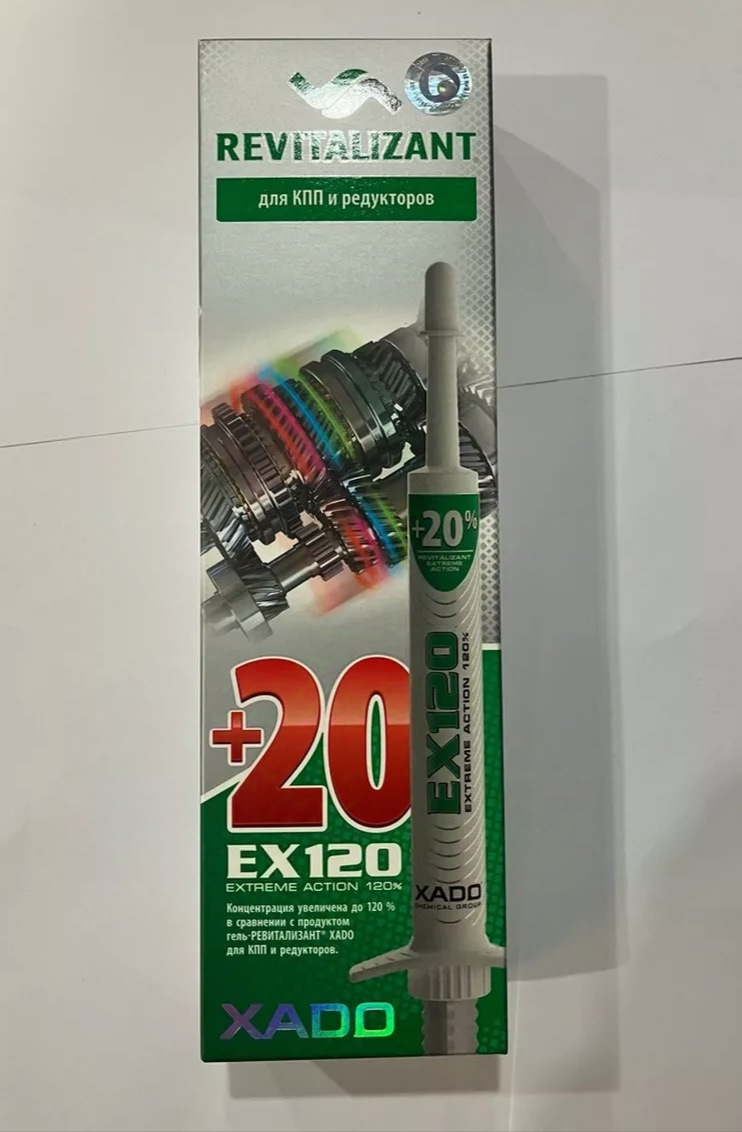 REVITALIZANT
для КПП и редукторов
+20%
REVITALIZANT
EXTREME
ACTION
EX120
EXTREME ACTION 120%
XADO
CHEMICAL GROUP
+20
EX120
EXTREME ACTION 120%
Концентрация увеличена до 120 %
в сравнении с продуктом
гель-РЕВИТАЛИЗАНТ® XADO
для КПП и редукторов.
XADO